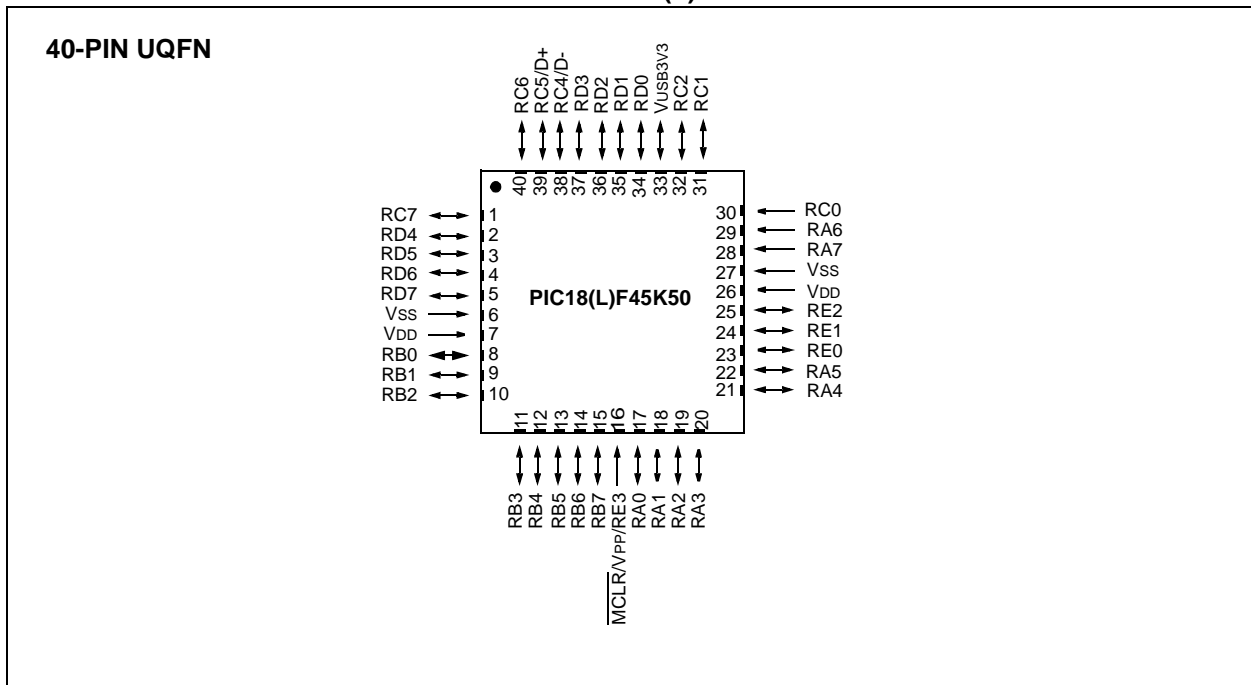 (L)
40-PIN UQFN
RC6
RC5/D+
RC4/D-
RD3
RD2
RD1
RD0
VUSB3V3
RC2
RC1
40
39
38
37
36
35
34
33
32
31
RC7 1
RD4 2
RD5 3
RD6 4
RD7 5
VSS 6
VDD 7
RB0 8
RB1 9
RB2 10
PIC18(L)F45K50
30 RC0
29 RA6
28 RA7
27 VSS
26 VDD
25 RE2
24 RE1
23 RE0
22 RA5
21 RA4
11
12
13
14
15
16
17
18
19
20
RB3
RB4
RB5
RB6
RB7
MCLR/VPP/RE3
RA0
RA1
RA2
RA3